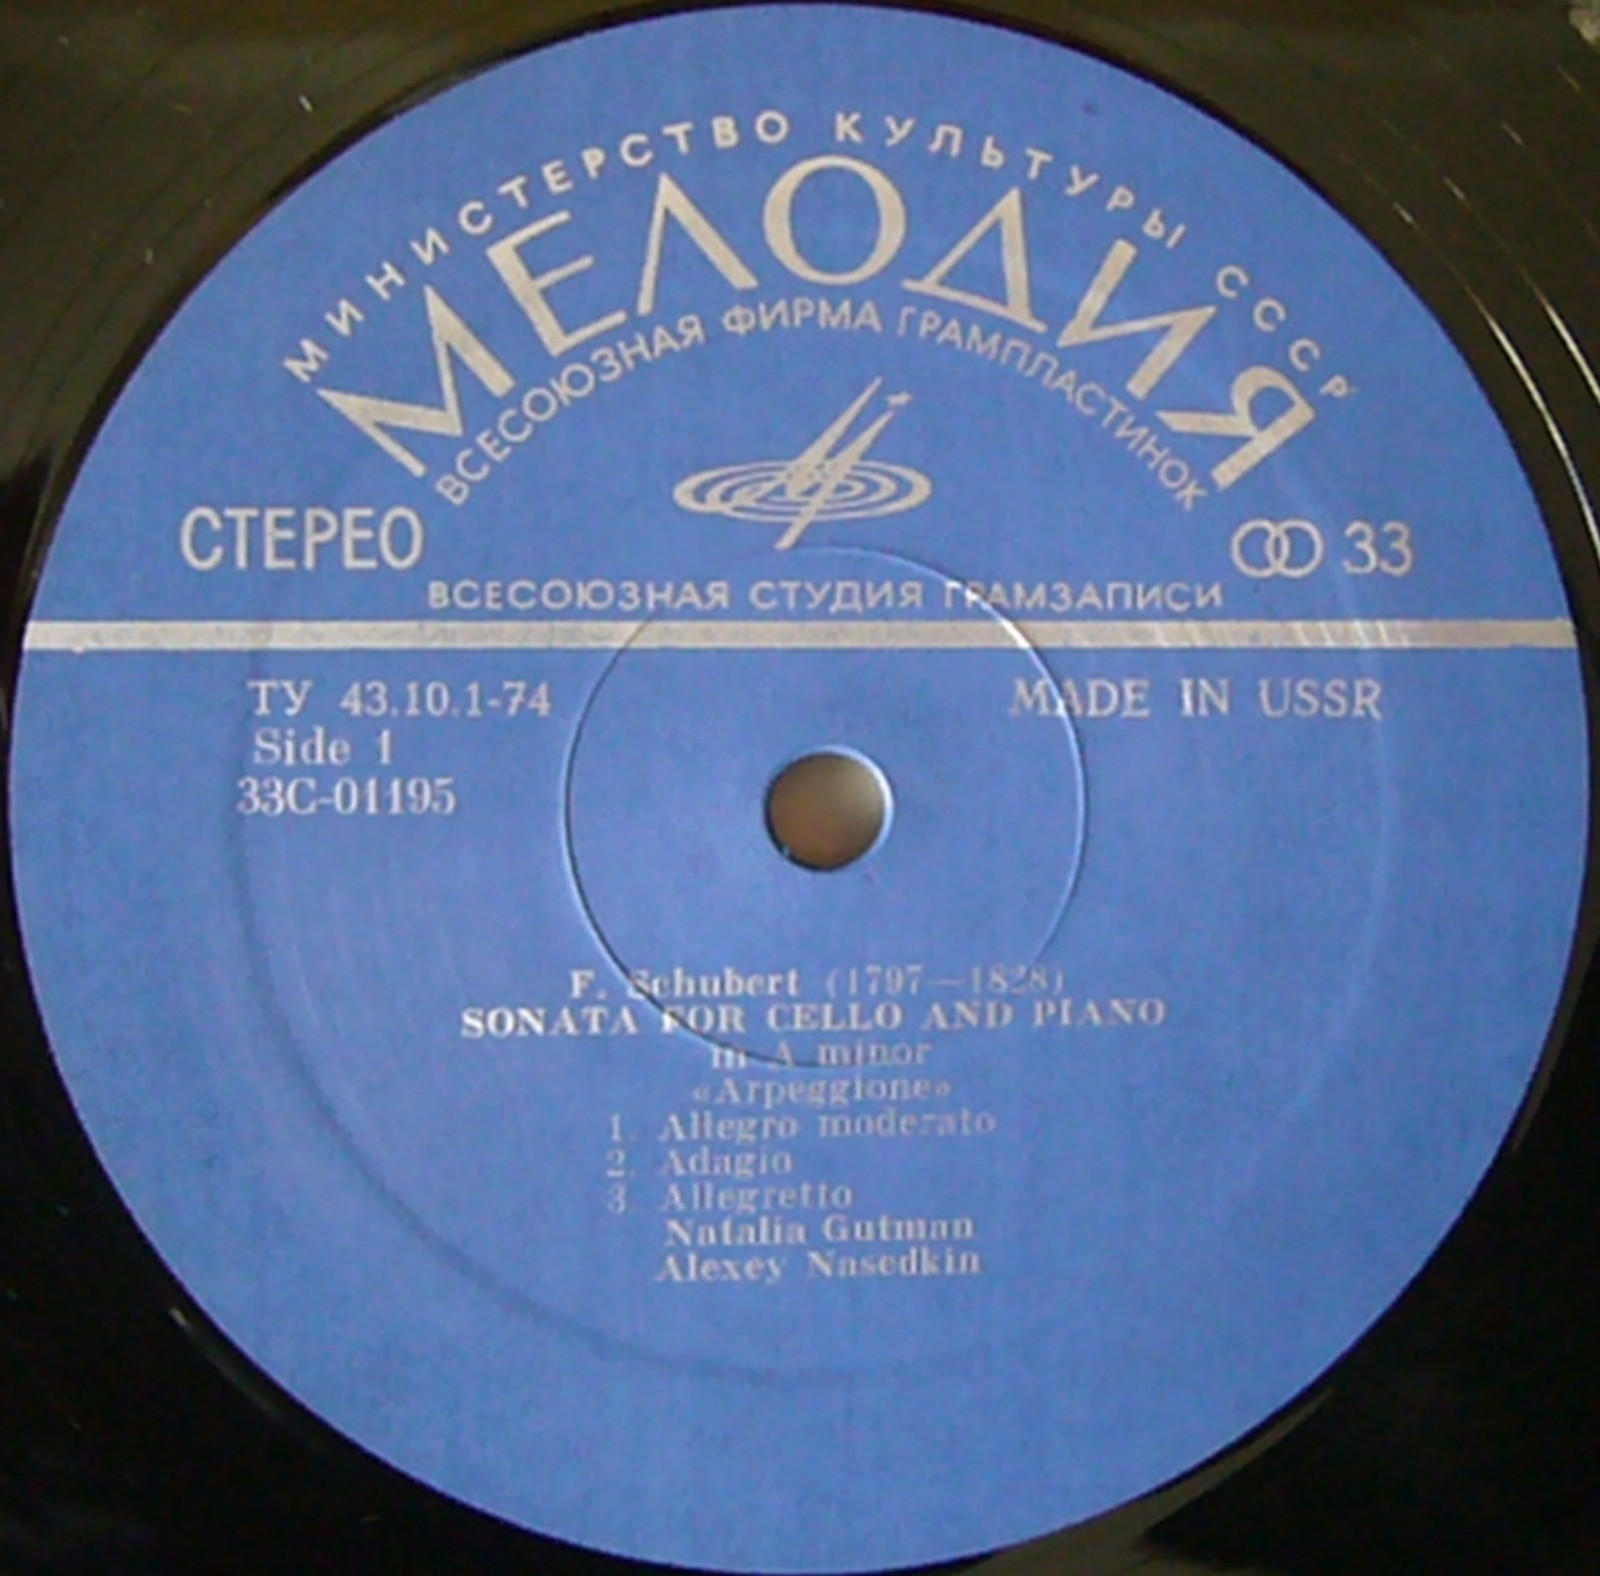 МИНИСТЕРСТВО КУЛЬТУРЫ СССР
МЕЛОДИЯ
ВСЕСОЮЗНАЯ ФИРМА ГРАМПЛАСТИНОК
СТЕРЕО
33
ВСЕСОЮЗНАЯ СТУДИЯ ГРАМЗАПИСИ
ТУ 43.10.1-74
MADE IN USSR
Side 1
33С-01195
F. Schubert (1797—1828)
SONATA FOR CELLO AND PIANO
in A minor
«Arpeggione»
1. Allegro moderato
2. Adagio
3. Allegretto
Natalia Gutman
Alexey Nasedkin